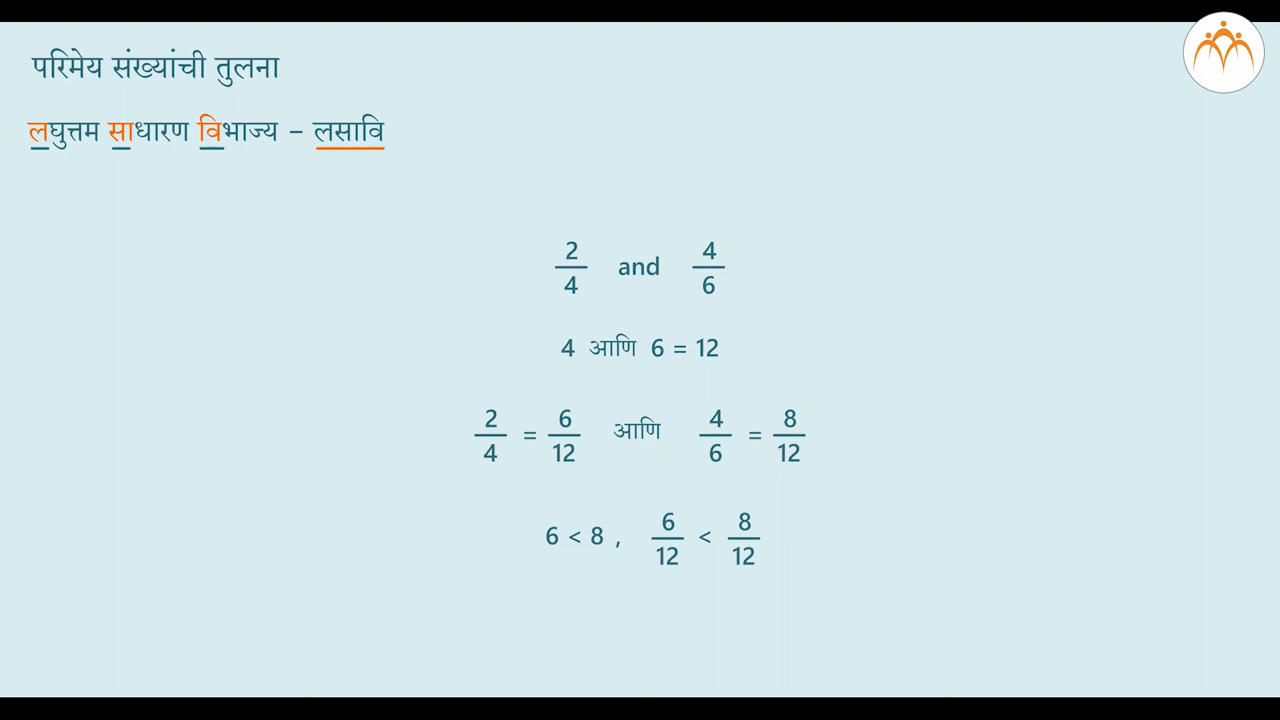 परिमेय संख्यांची तुलना
लघुत्तम साधारण विभाज्य – लसावि
2/4 and 4/6
4 आणि 6 = 12
2/4 = 6/12 आणि 4/6 = 8/12
6 < 8 , 6/12 < 8/12